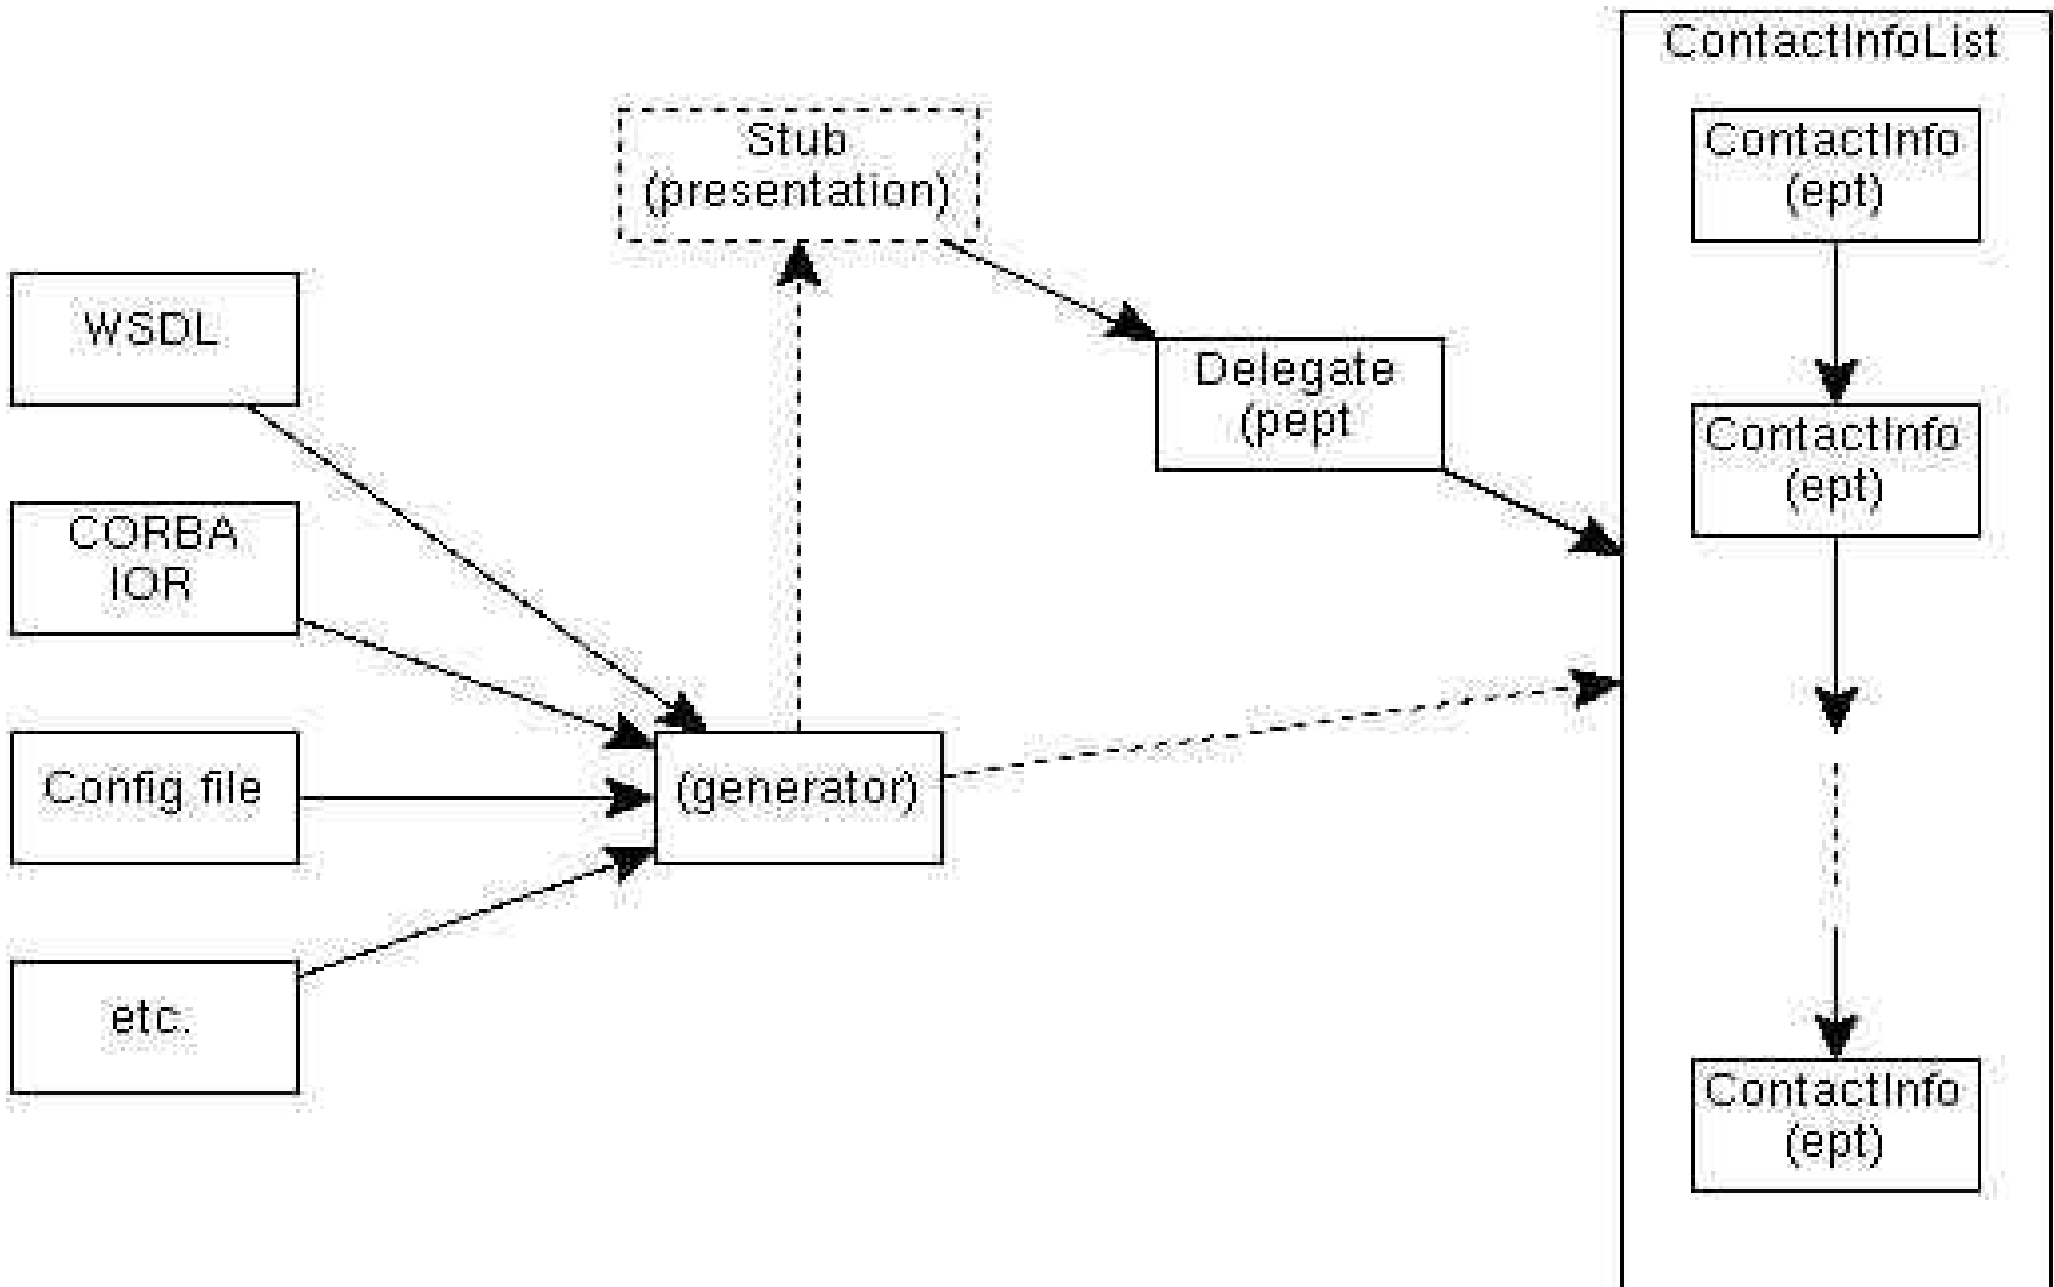 ContactInfoList
Stub
(presentation)
ContactInfo
(ept)
WSDL
Delegate
(pept
ContactInfo
(ept)
CORBA
IOR
Config file
(generator)
etc.
ContactInfo
(ept)